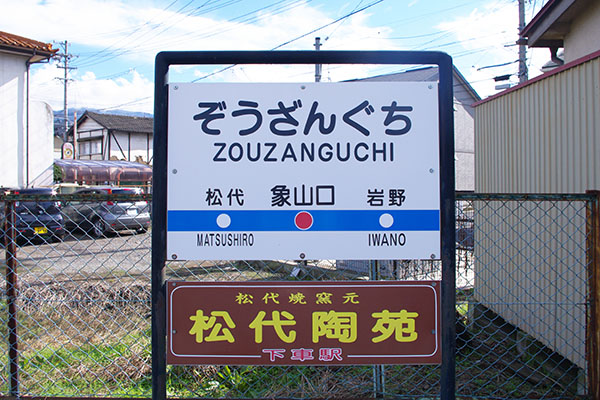 ぞうざんぐち
ZOUZANGUCHI
松代 象山口 岩野
MATSUSHIRO IWANO
松代焼窯元
松代陶苑
下車駅